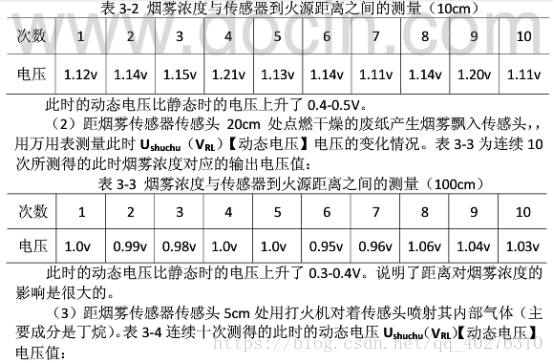 表 3-2 烟雾浓度与传感器到火源距离之间的测量（10cm）
次数 1 2 3 4 5 6 7 8 9 10
电压 1.12v 1.14v 1.15v 1.21v 1.13v 1.14v 1.11v 1.14v 1.20v 1.11v
此时的动态电压比静态时的电压上升了 0.4-0.5V。
（2）距烟雾传感器传感头 20cm 处点燃干燥的废纸产生烟雾飘入传感头，，
用万用表测量此时 Ushuchu（VRL）【动态电压】电压的变化情况。表 3-3 为连续 10
次所测得的此时烟雾浓度对应的输出电压值：
表 3-3 烟雾浓度与传感器到火源距离之间的测量（100cm）
次数 1 2 3 4 5 6 7 8 9 10
电压 1.0v 0.99v 0.98v 1.0v 1.0v 0.95v 0.96v 1.06v 1.04v 1.03v
此时的动态电压比静态时的电压上升了 0.3-0.4V。说明了距离对烟雾浓度的
影响是很大的。
（3）距烟雾传感器传感头 5cm 处用打火机对着传感头喷射其内部气体（主
要成分是丁烷）。表 3-4 连续十次测得的此时的动态电压 Ushuchu（VRL）【动态电压】
电压值：
www.docin.com
https://blog.csdn.net/qq_40276310